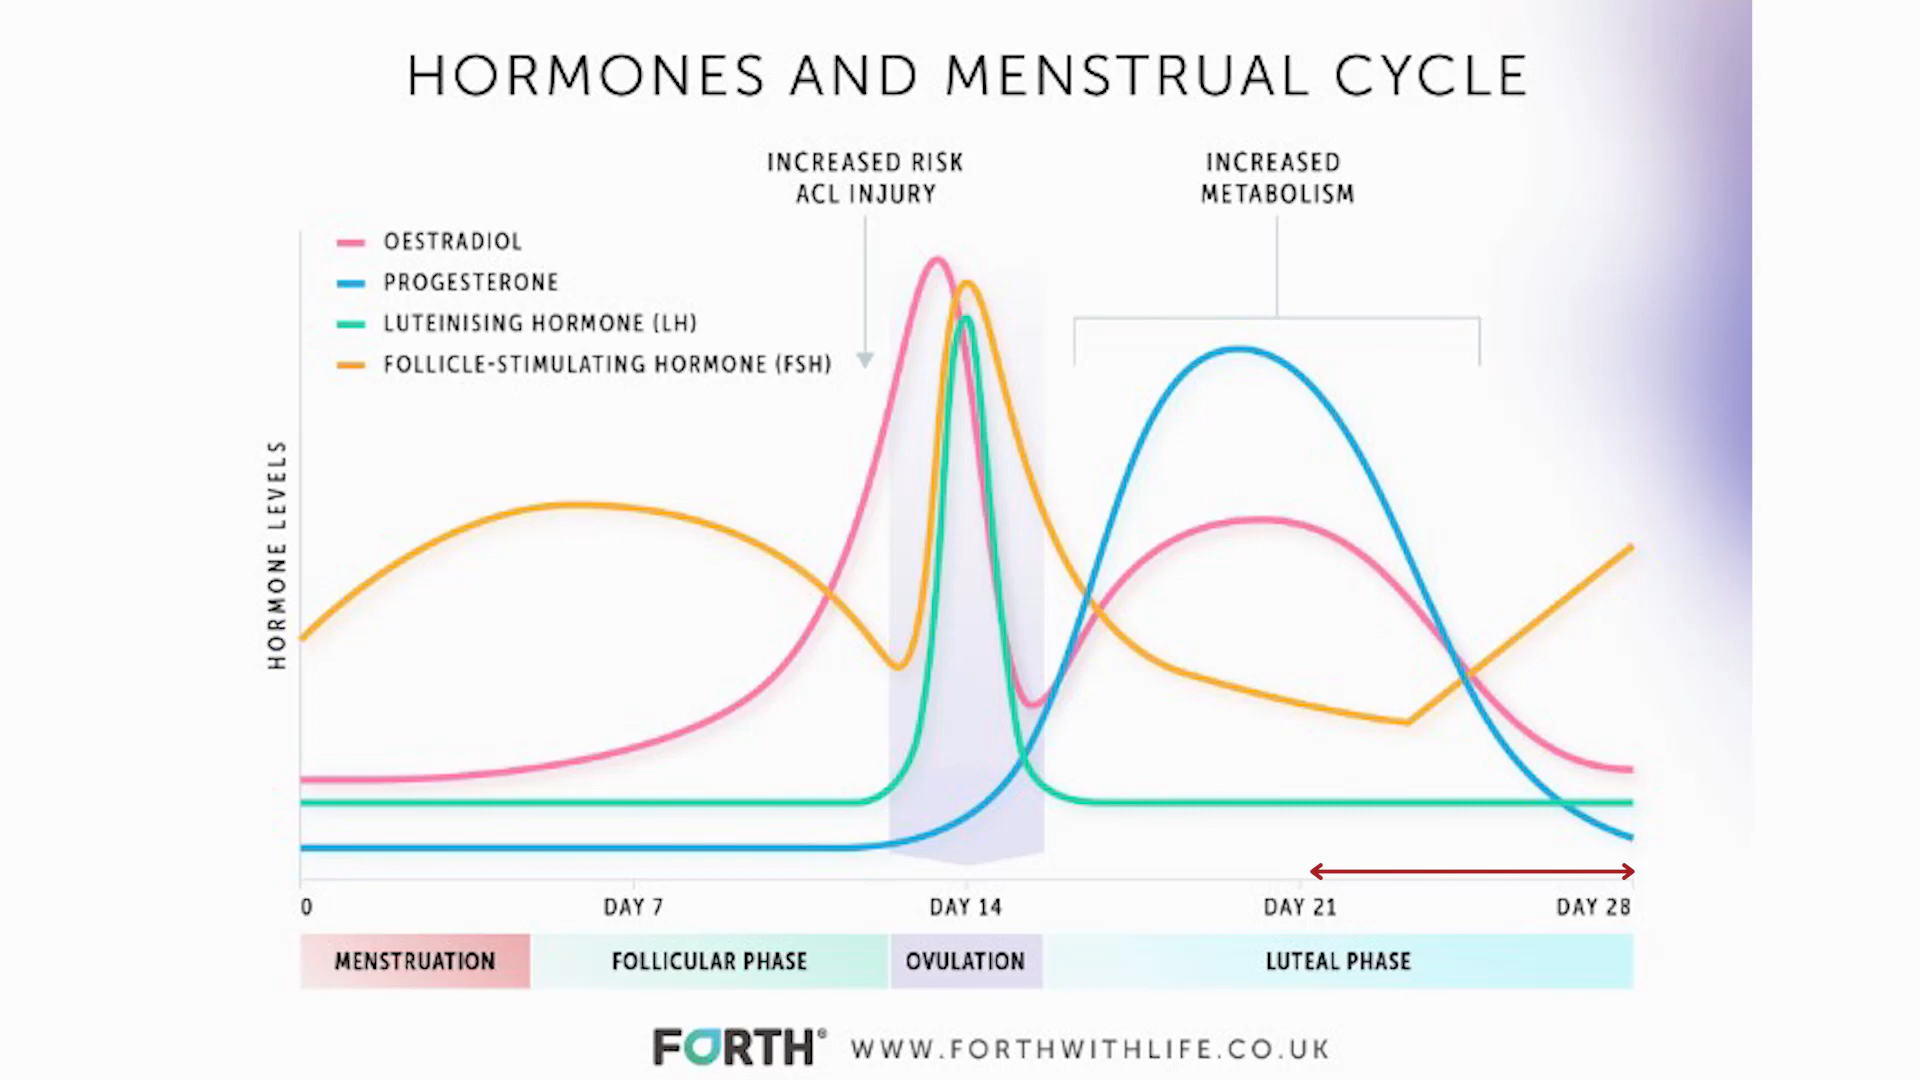 HORMONES AND MENSTRUAL CYCLE
INCREASED RISK
ACL INJURY
INCREASED
METABOLISM
OESTRADIOL
PROGESTERONE
LUTEINISING HORMONE (LH)
FOLLICLE-STIMULATING HORMONE (FSH)
HORMONE LEVELS
0 DAY 7 DAY 14 DAY 21 DAY 28
MENSTRUATION FOLLICULAR PHASE OVULATION LUTEAL PHASE
FORTH® WWW.FORTHWITHLIFE.CO.UK